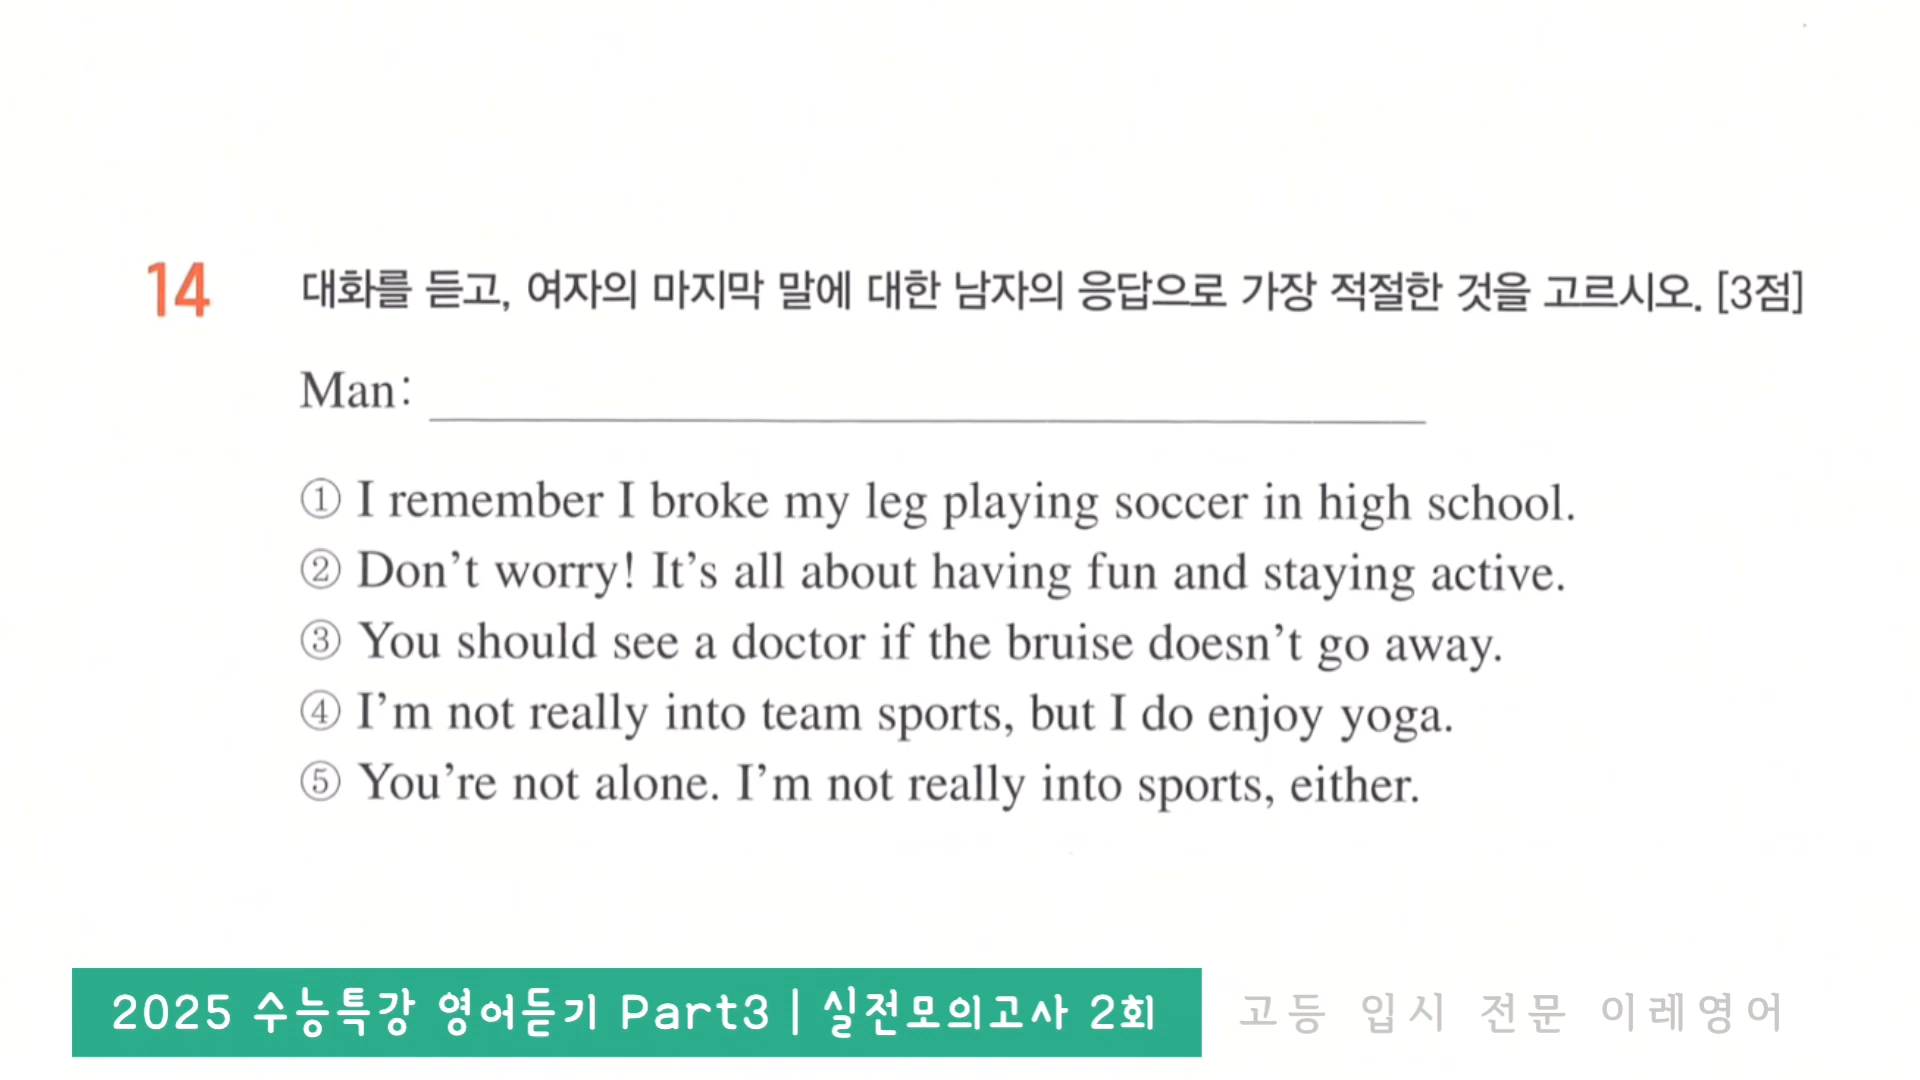 14 대화를 듣고, 여자의 마지막 말에 대한 남자의 응답으로 가장 적절한 것을 고르시오. [3점]
Man:
① I remember I broke my leg playing soccer in high school.
② Don’t worry! It’s all about having fun and staying active.
③ You should see a doctor if the bruise doesn’t go away.
④ I’m not really into team sports, but I do enjoy yoga.
⑤ You’re not alone. I’m not really into sports, either.
2025 수능특강 영어듣기 Part3 | 실전모의고사 2회 고등 입시 전문 이레영어